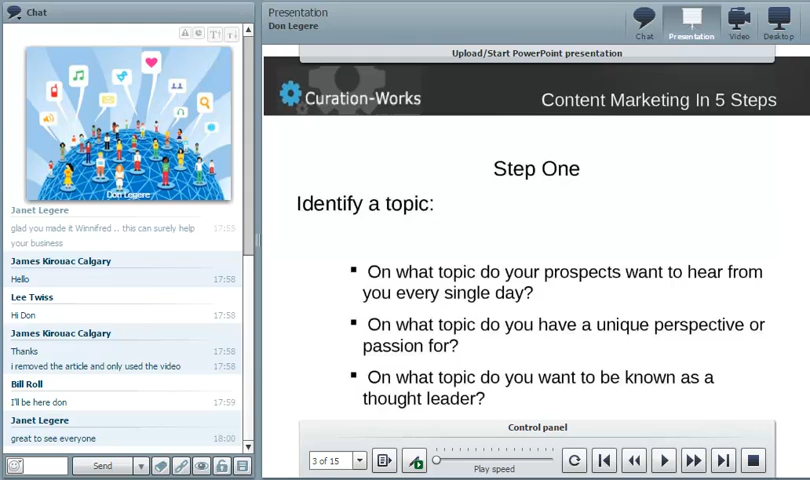 Chat
Don Legere
Janet Legere
glad you made it Winnifred .. this can surely help 17:55
your business
James Kirouac Calgary
Hello 17:58
Lee Twiss
Hi Don 17:58
James Kirouac Calgary
Thanks 17:58
i removed the article and only used the video 17:58
Bill Roll
I'll be here don 17:59
Janet Legere
great to see everyone 18:00
Send
Presentation
Don Legere
Chat
Presentation
Video
Desktop
Upload/Start PowerPoint presentation
Curation-Works
Content Marketing In 5 Steps
Step One
Identify a topic:
▪ On what topic do your prospects want to hear from
you every single day?
▪ On what topic do you have a unique perspective or
passion for?
▪ On what topic do you want to be known as a
thought leader?
Control panel
3 of 15
Play speed